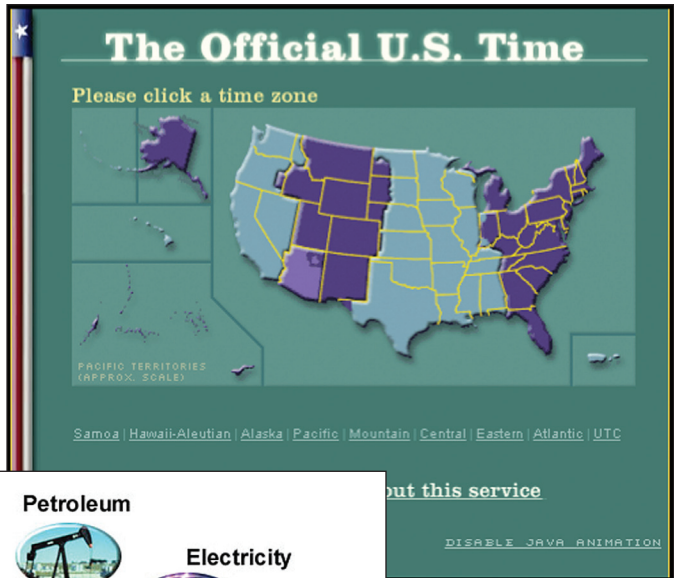 The Official U.S. Time
Please click a time zone
PACIFIC TERRITORIES
(APPROX. SCALE)
Samoa | Hawaii-Aleutian | Alaska | Pacific | Mountain | Central | Eastern | Atlantic | UTC
this service
DISABLE JAVA ANIMATION
Petroleum
Electricity